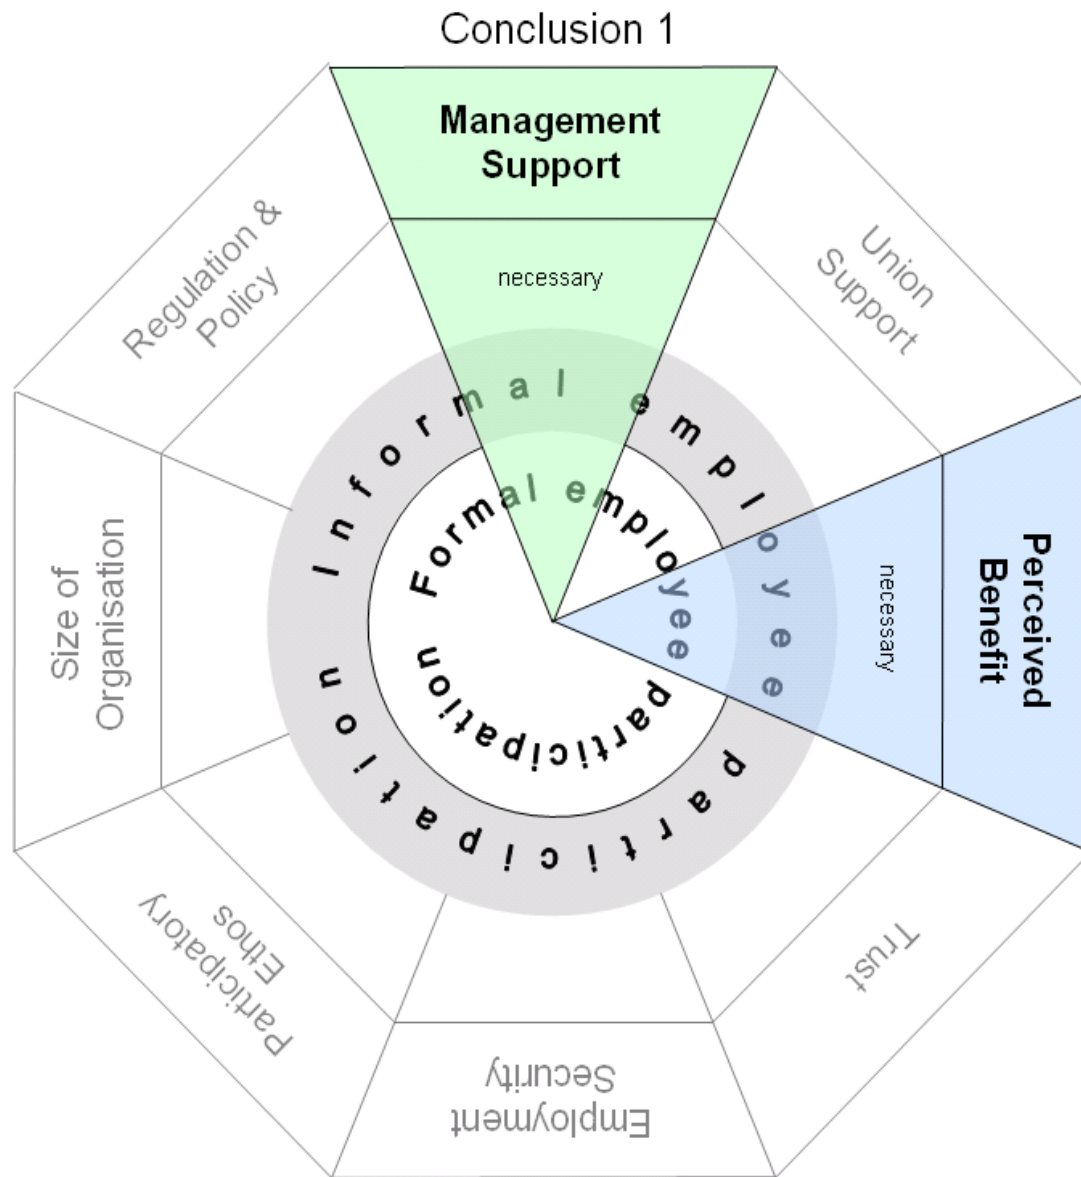 Conclusion 1
Management
Support
necessary
Union
Support
Perceived
Benefit
necessary
Trust
Employment
Security
Participatory
Ethos
Size of
Organisation
Regulation &
Policy
Informal employee participation
Formal employee participation